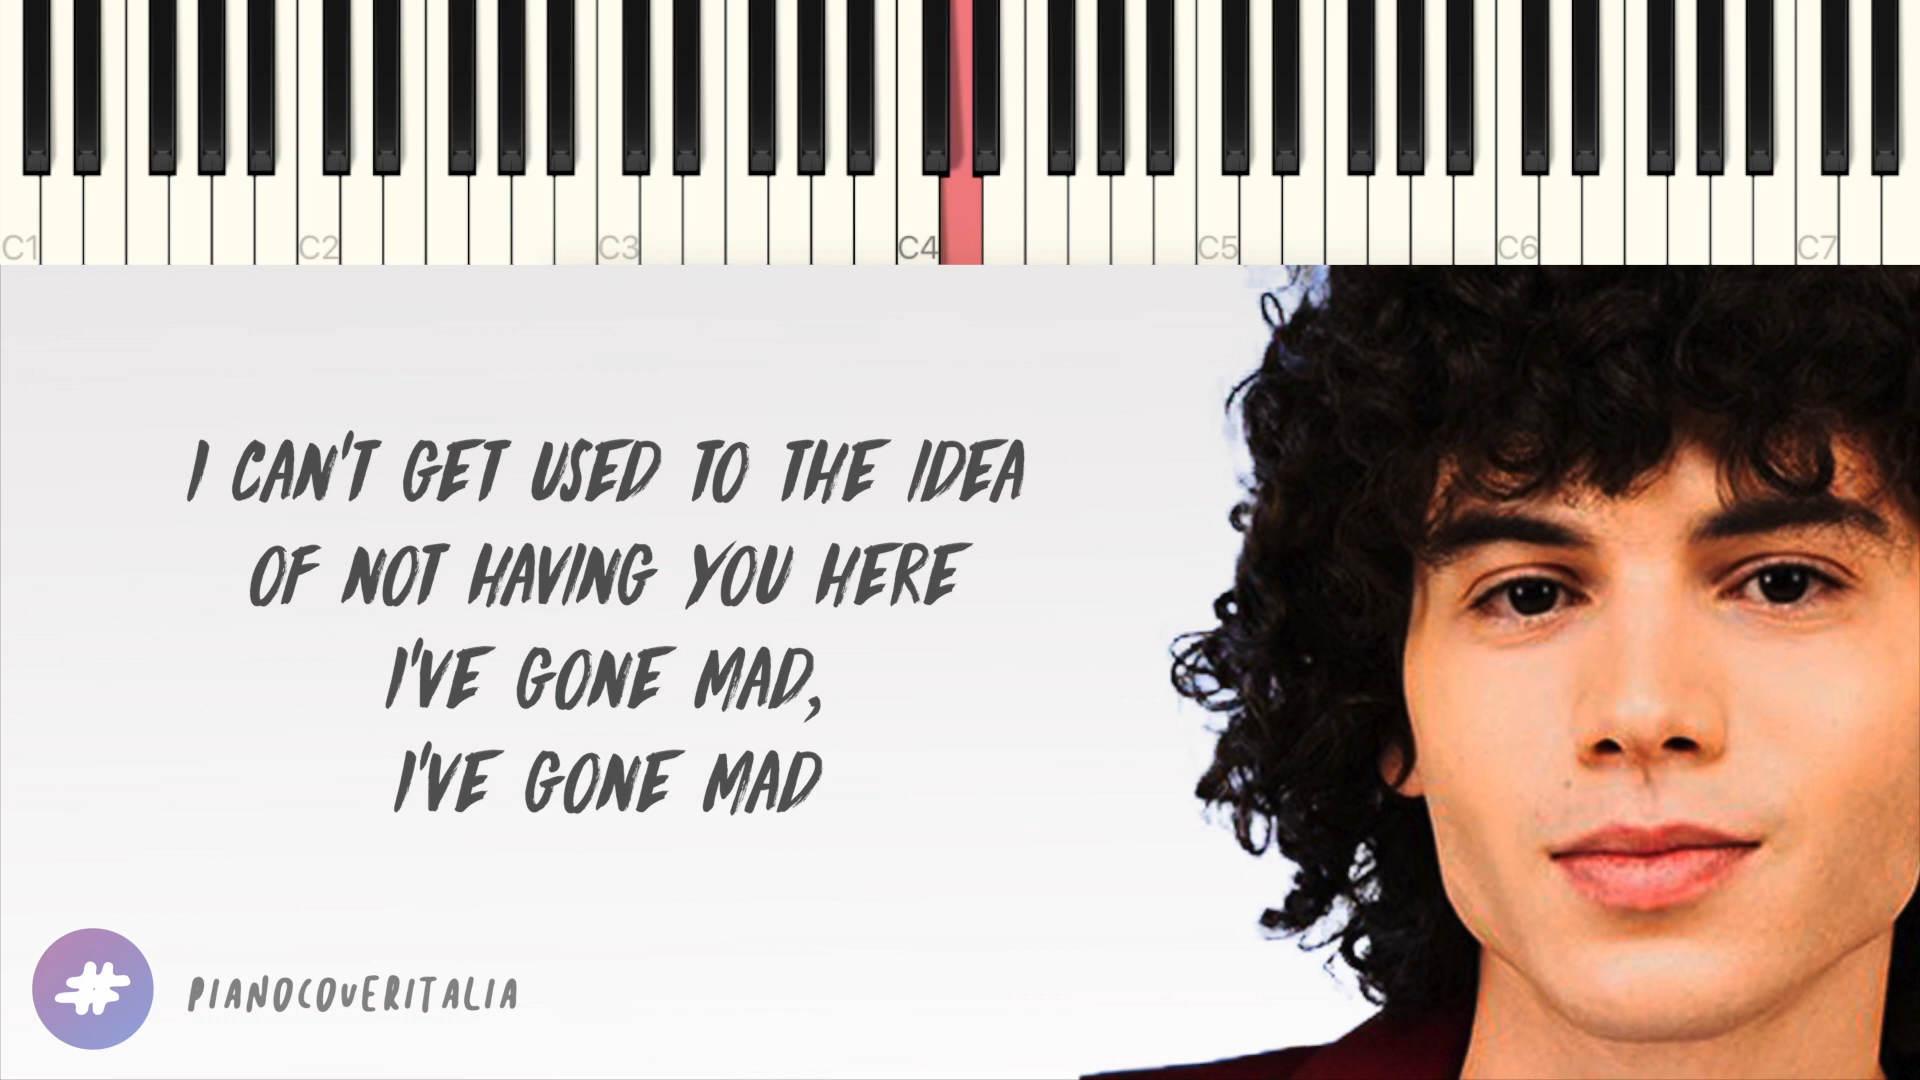 C1 C2 C3 C4 C5 C6 C7
I CAN'T GET USED TO THE IDEA
OF NOT HAVING YOU HERE
I'VE GONE MAD,
I'VE GONE MAD
# PIANOCOVERITALIA